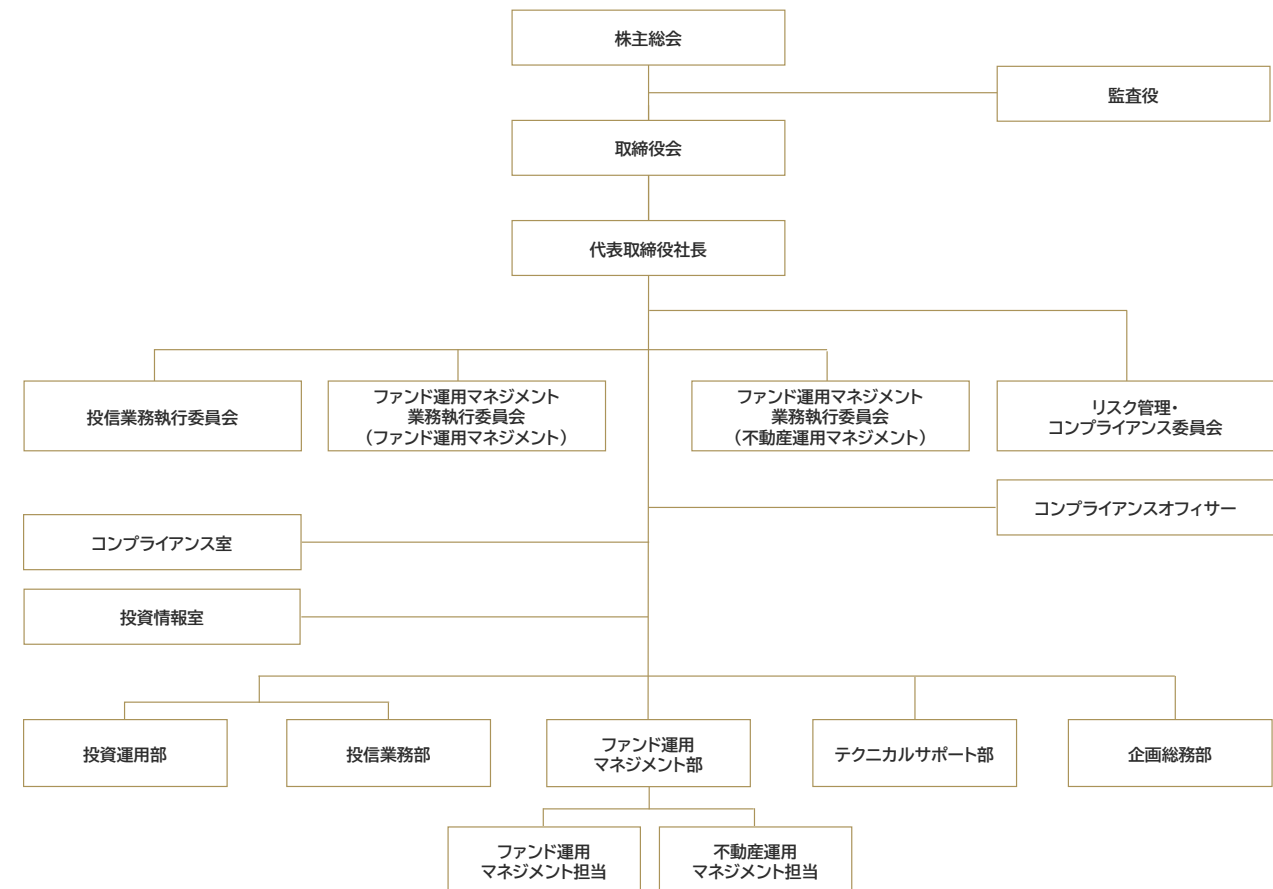 株主総会
監査役
取締役会
代表取締役社長
投信業務執行委員会
ファンド運用マネジメント
業務執行委員会
（ファンド運用マネジメント）
ファンド運用マネジメント
業務執行委員会
（不動産運用マネジメント）
リスク管理・
コンプライアンス委員会
コンプライアンスオフィサー
コンプライアンス室
投資情報室
投資運用部
投信業務部
ファンド運用
マネジメント部
テクニカルサポート部
企画総務部
ファンド運用
マネジメント担当
不動産運用
マネジメント担当